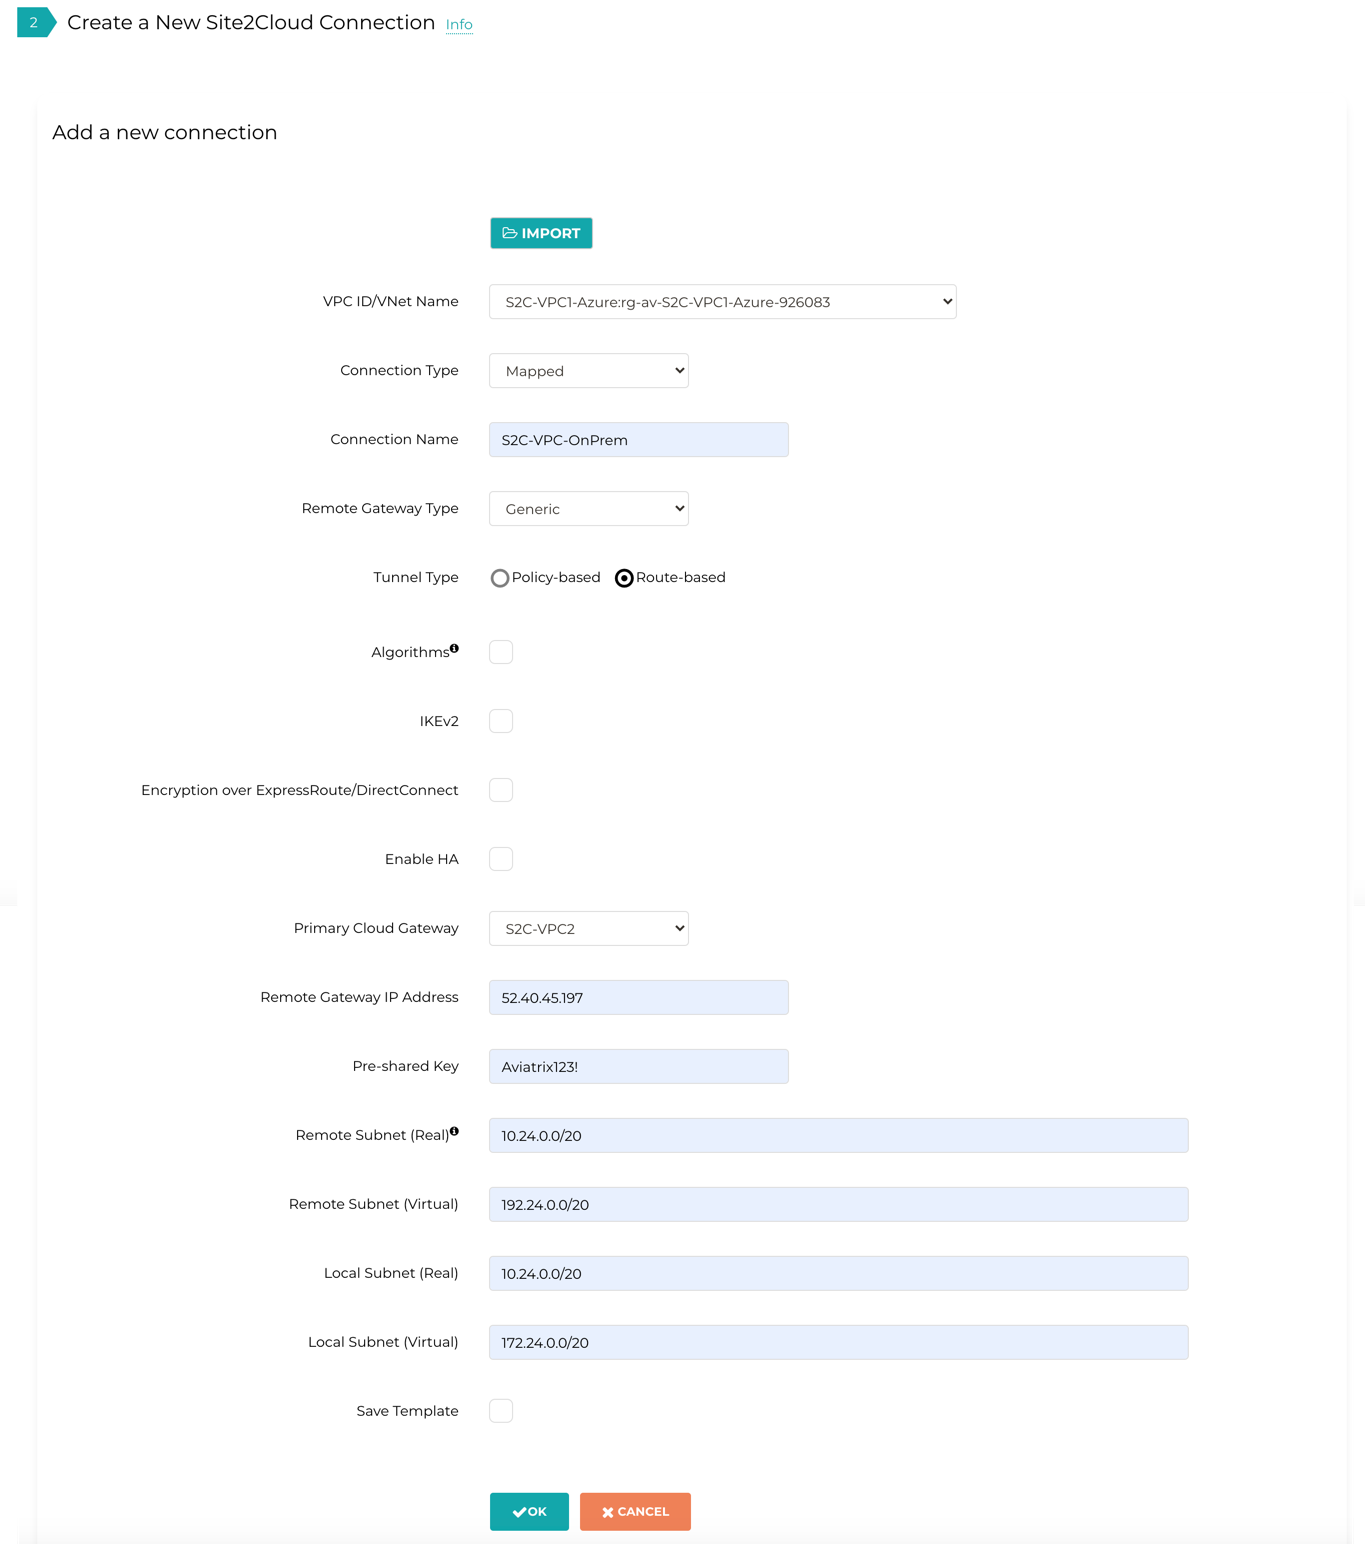 2 Create a New Site2Cloud Connection Info
Add a new connection
IMPORT
VPC ID/VNet Name S2C-VPC1-Azure:rg-av-S2C-VPC1-Azure-926083
Connection Type Mapped
Connection Name S2C-VPC-OnPrem
Remote Gateway Type Generic
Tunnel Type Policy-based Route-based
Algorithms
IKEv2
Encryption over ExpressRoute/DirectConnect
Enable HA
Primary Cloud Gateway S2C-VPC2
Remote Gateway IP Address 52.40.45.197
Pre-shared Key Aviatrix123!
Remote Subnet (Real) 10.24.0.0/20
Remote Subnet (Virtual) 192.24.0.0/20
Local Subnet (Real) 10.24.0.0/20
Local Subnet (Virtual) 172.24.0.0/20
Save Template
OK CANCEL